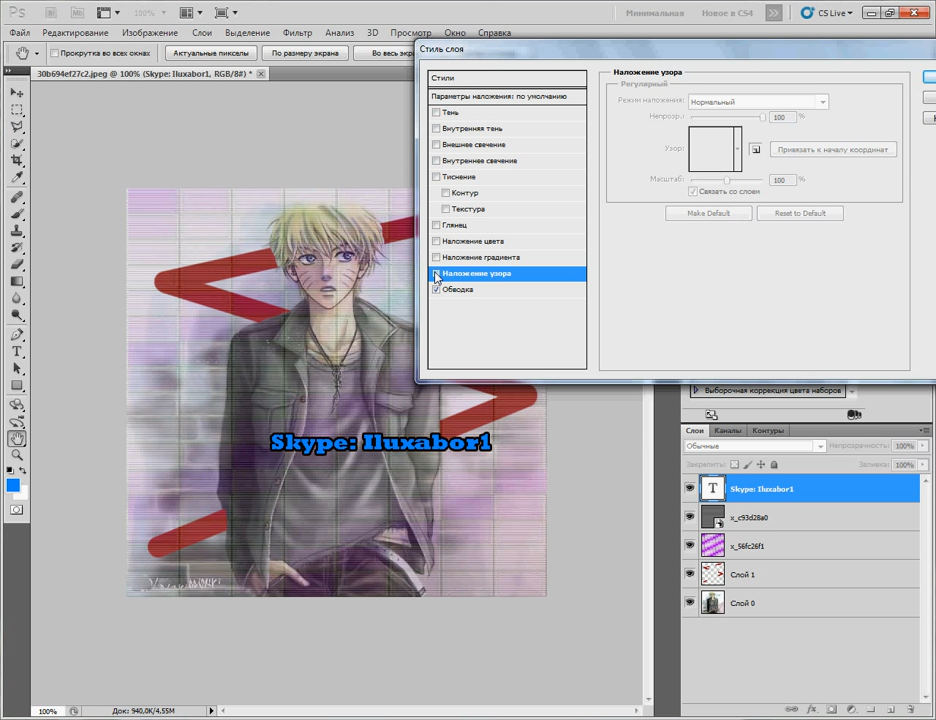 Ps Br Mb 100% Минимальная Новое в CS4 CS Live
Файл Редактирование Изображение Слои Выделение Фильтр Анализ 3D Просмотр Окно Справка
Прокрутка во всех окнах Актуальные пикселы По размеру экрана Во весь экран
30b694ef27c2.jpeg @ 100% (Skype: Iluxabor1, RGB/8#) *
Стиль слоя
Стили
Параметры наложения: по умолчанию
Тень
Внутренняя тень
Внешнее свечение
Внутреннее свечение
Тиснение
Контур
Текстура
Глянец
Наложение цвета
Наложение градиента
Наложение узора
Обводка
Наложение узора
Регулярный
Режим наложения: Нормальный
Непрозр.: 100 %
Узор: Привязать к началу координат
Масштаб: 100 %
Связать со слоем
Make Default Reset to Default
Skype: Iluxabor1
Выборочная коррекция цвета наборов
Слои Каналы Контуры
Обычные Непрозрачность: 100%
Закрепить: Заливка: 100%
T Skype: Iluxabor1
x_c93d28a0
x_56fc26f1
Слой 1
Слой 0
100% Док: 940,0K/4,55M